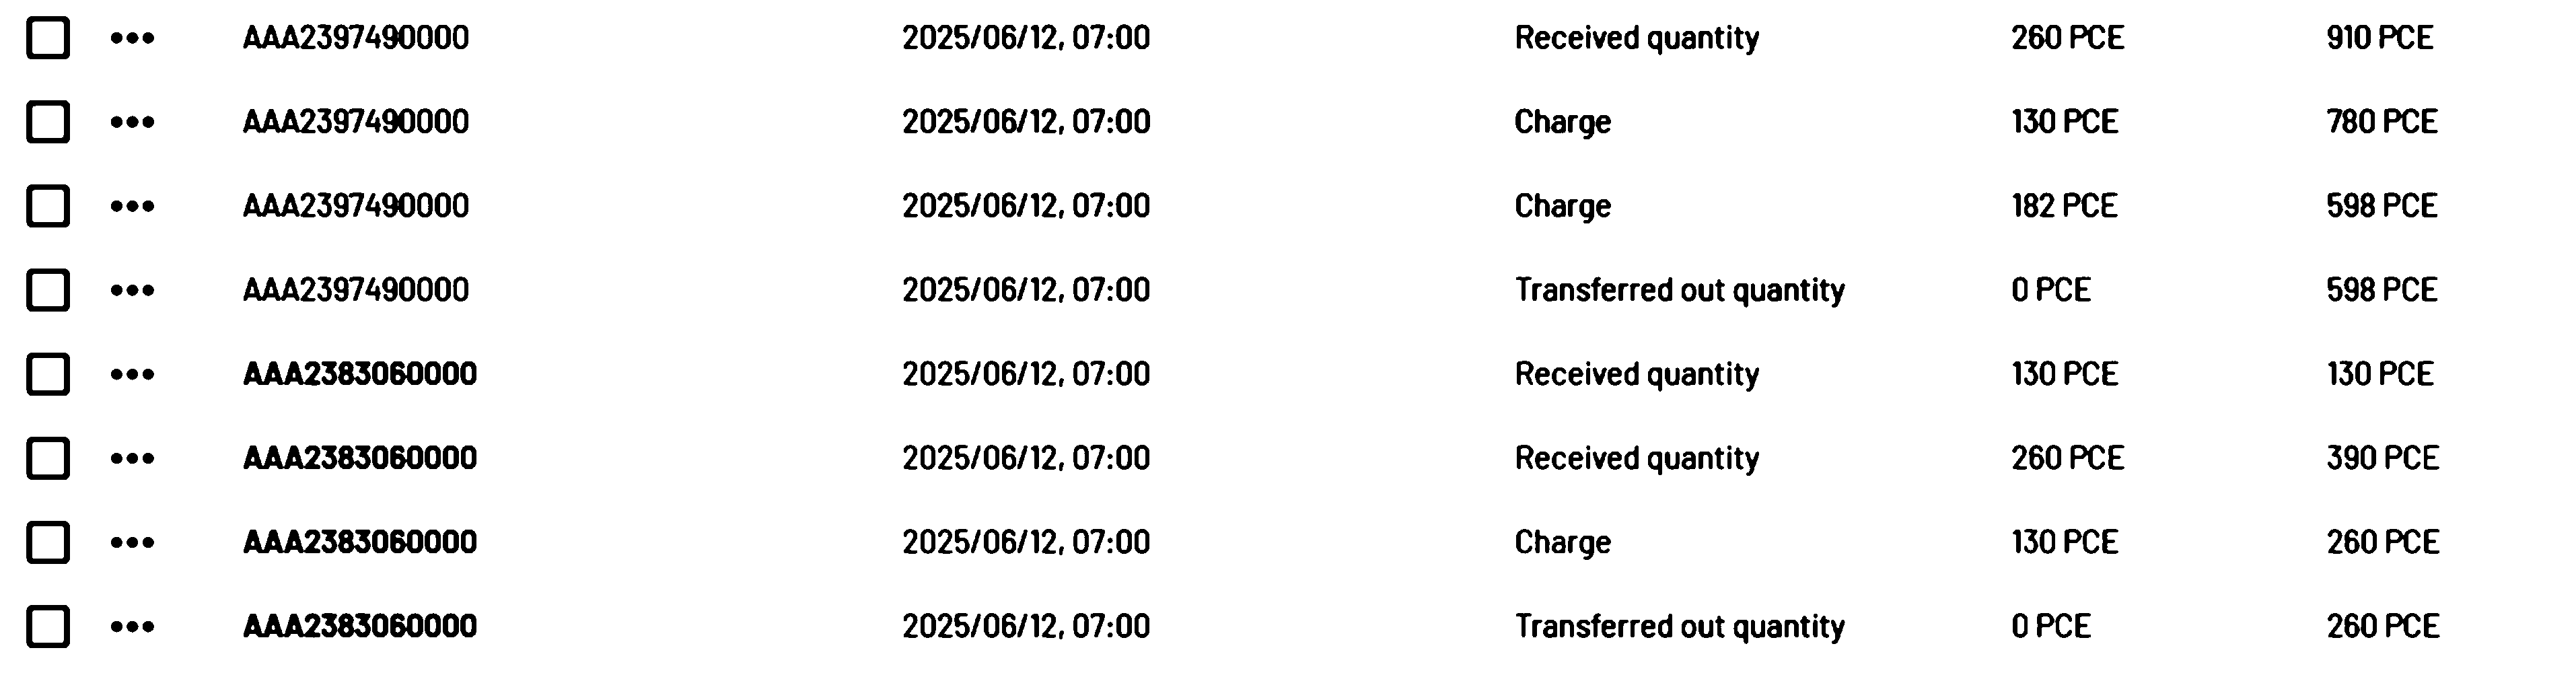 AAA2397490000 2025/06/12, 07:00 Received quantity 260 PCE 910 PCE
AAA2397490000 2025/06/12, 07:00 Charge 130 PCE 780 PCE
AAA2397490000 2025/06/12, 07:00 Charge 182 PCE 598 PCE
AAA2397490000 2025/06/12, 07:00 Transferred out quantity 0 PCE 598 PCE
AAA2383060000 2025/06/12, 07:00 Received quantity 130 PCE 130 PCE
AAA2383060000 2025/06/12, 07:00 Received quantity 260 PCE 390 PCE
AAA2383060000 2025/06/12, 07:00 Charge 130 PCE 260 PCE
AAA2383060000 2025/06/12, 07:00 Transferred out quantity 0 PCE 260 PCE